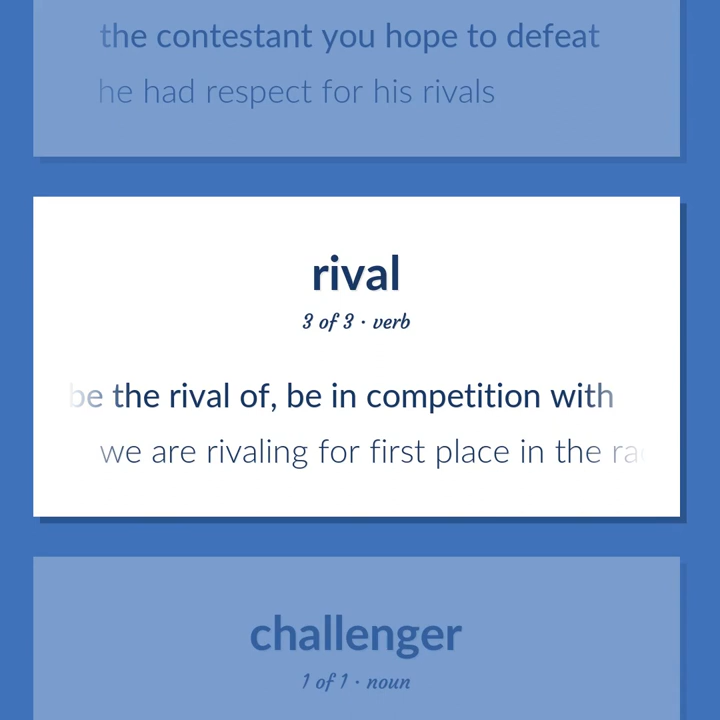 the contestant you hope to defeat
he had respect for his rivals
rival
3 of 3 · verb
be the rival of, be in competition with
we are rivaling for first place in the
challenger
1 of 1 · noun